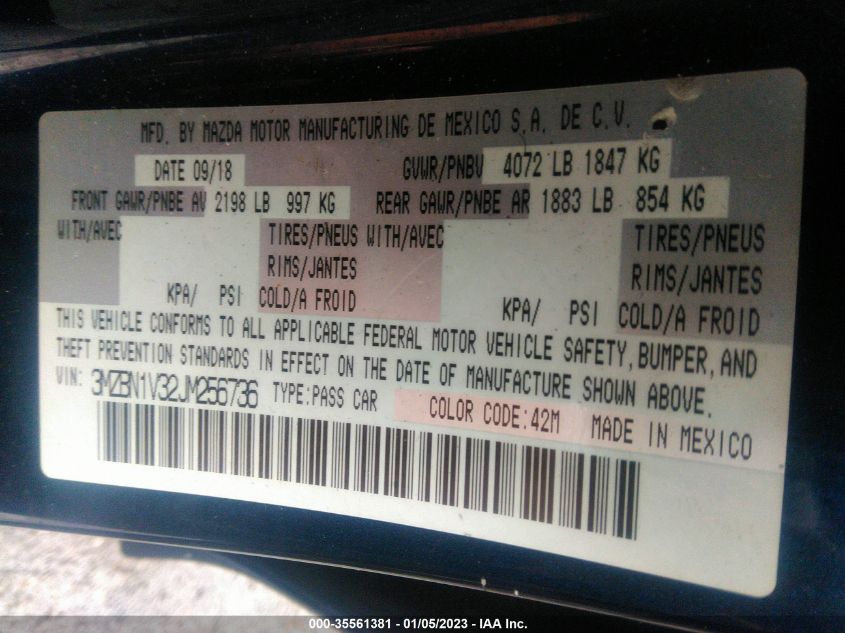 MFD. BY MAZDA MOTOR MANUFACTURING DE MEXICO S.A. DE C.V.
DATE 09/18 GVWR/PNBV 4072 LB 1847 KG
FRONT GAWR/PNBE AV 2198 LB 997 KG REAR GAWR/PNBE AR 1883 LB 854 KG
WITH/AVEC TIRES/PNEUS WITH/AVEC TIRES/PNEUS
RIMS/JANTES RIMS/JANTES
KPA/ PSI COLD/A FROID KPA/ PSI COLD/A FROID
THIS VEHICLE CONFORMS TO ALL APPLICABLE FEDERAL MOTOR VEHICLE SAFETY, BUMPER, AND
THEFT PREVENTION STANDARDS IN EFFECT ON THE DATE OF MANUFACTURE SHOWN ABOVE.
VIN: 3MZBN1V32JM256736 TYPE:PASS CAR COLOR CODE:42M MADE IN MEXICO
000-35561381 - 01/05/2023 - IAA Inc.